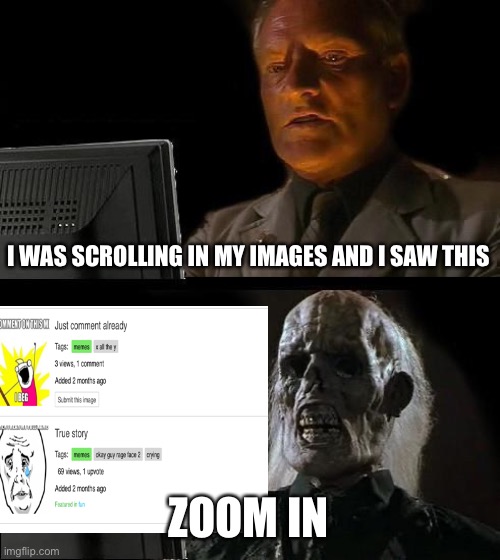 I WAS SCROLLING IN MY IMAGES AND I SAW THIS
COMMENT ON THIS ME
I BEG
Just comment already
Tags: memes x all the y
3 views, 1 comment
Added 2 months ago
Submit this image
True story
Tags: memes okay guy rage face 2 crying
69 views, 1 upvote
Added 2 months ago
Featured in fun
ZOOM IN
imgflip.com